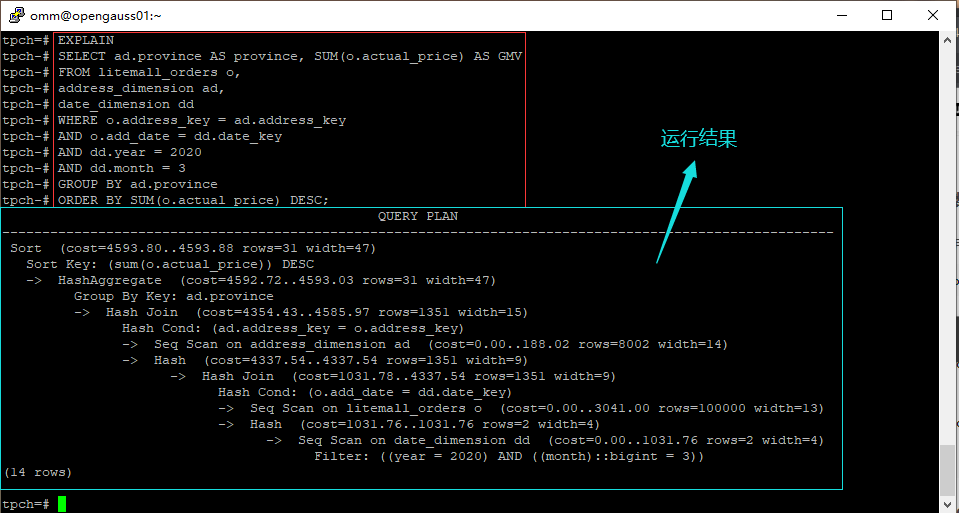 omm@opengauss01:~
tpch=# EXPLAIN
tpch-# SELECT ad.province AS province, SUM(o.actual_price) AS GMV
tpch-# FROM litemall_orders o,
tpch-# address_dimension ad,
tpch-# date_dimension dd
tpch-# WHERE o.address_key = ad.address_key
tpch-# AND o.add_date = dd.date_key
tpch-# AND dd.year = 2020
tpch-# AND dd.month = 3
tpch-# GROUP BY ad.province
tpch-# ORDER BY SUM(o.actual_price) DESC;
运行结果
QUERY PLAN
--------------------------------------------------------------------------------------------------------
Sort  (cost=4593.80..4593.88 rows=31 width=47)
Sort Key: (sum(o.actual_price)) DESC
->  HashAggregate  (cost=4592.72..4593.03 rows=31 width=47)
Group By Key: ad.province
->  Hash Join  (cost=4354.43..4585.97 rows=1351 width=15)
Hash Cond: (ad.address_key = o.address_key)
->  Seq Scan on address_dimension ad  (cost=0.00..188.02 rows=8002 width=14)
->  Hash  (cost=4337.54..4337.54 rows=1351 width=9)
->  Hash Join  (cost=1031.78..4337.54 rows=1351 width=9)
Hash Cond: (o.add_date = dd.date_key)
->  Seq Scan on litemall_orders o  (cost=0.00..3041.00 rows=100000 width=13)
->  Hash  (cost=1031.76..1031.76 rows=2 width=4)
->  Seq Scan on date_dimension dd  (cost=0.00..1031.76 rows=2 width=4)
Filter: ((year = 2020) AND ((month)::bigint = 3))
(14 rows)
tpch=#